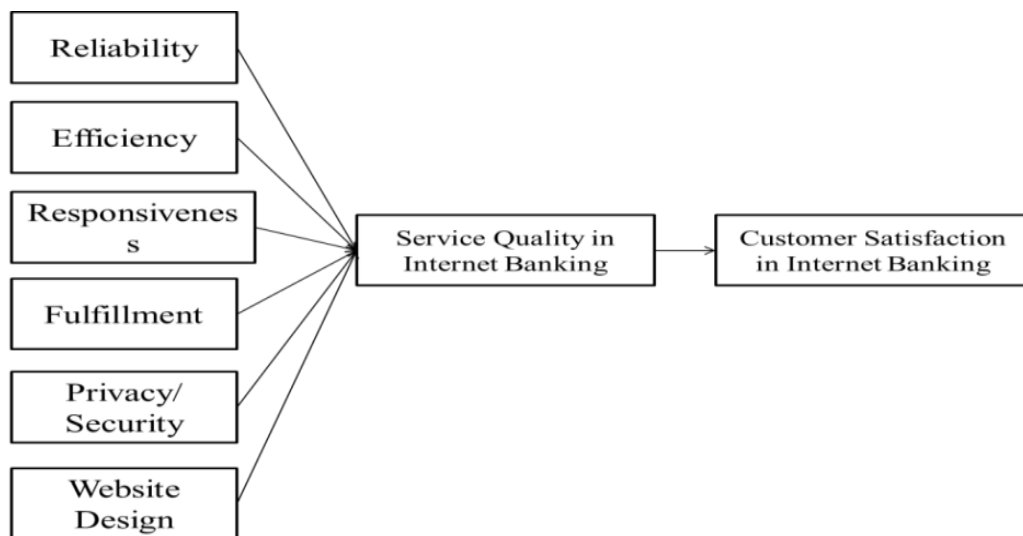 Reliability
Efficiency
Responsivenes
s
Fulfillment
Privacy/
Security
Website
Design
Service Quality in
Internet Banking
Customer Satisfaction
in Internet Banking